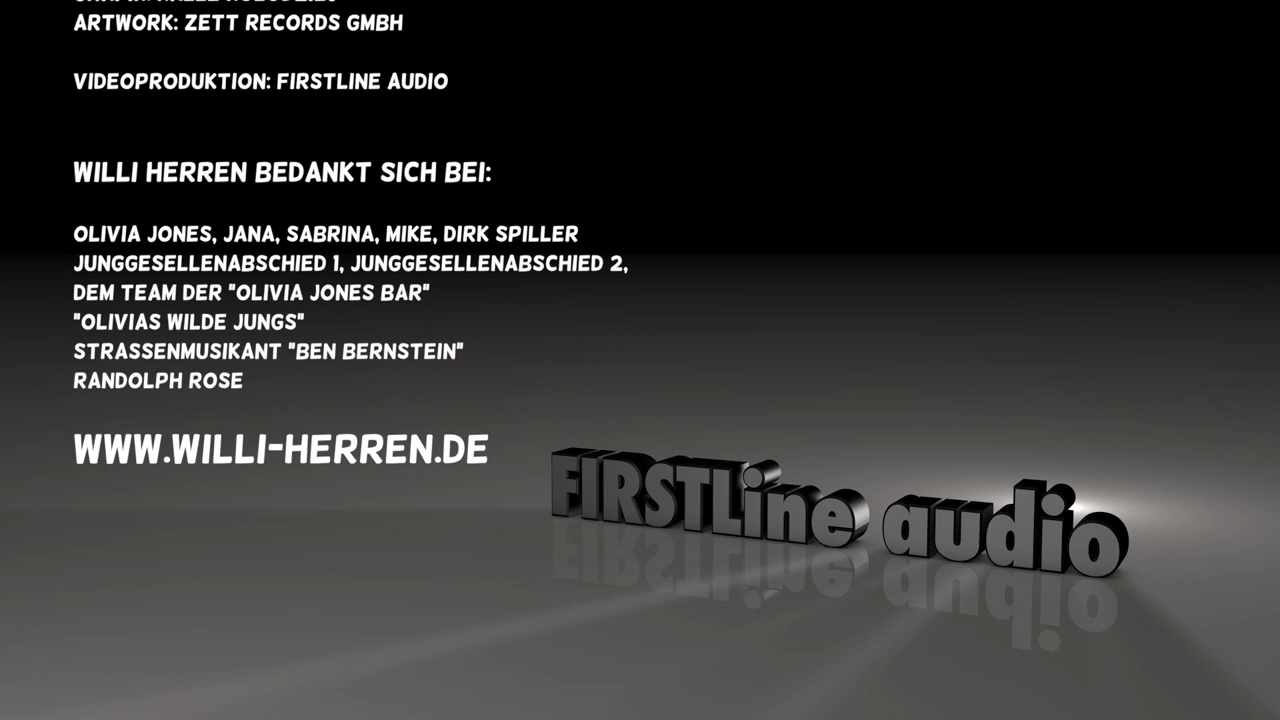 ARTWORK: ZETT RECORDS GMBH
VIDEOPRODUKTION: FIRSTLINE AUDIO
WILLI HERREN BEDANKT SICH BEI:
OLIVIA JONES, JANA, SABRINA, MIKE, DIRK SPILLER
JUNGGESELLENABSCHIED 1, JUNGGESELLENABSCHIED 2,
DEM TEAM DER "OLIVIA JONES BAR"
"OLIVIAS WILDE JUNGS"
STRASSENMUSIKANT "BEN BERNSTEIN"
RANDOLPH ROSE
WWW.WILLI-HERREN.DE
FIRSTLine audio